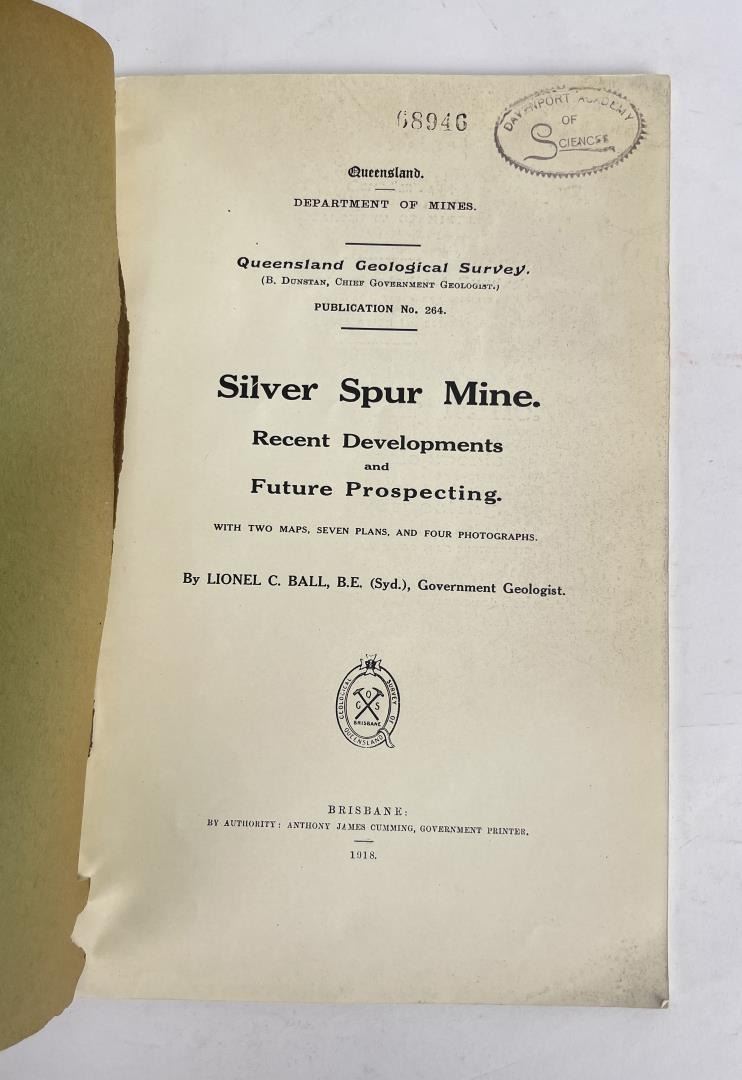 68946
DAVENPORT ACADEMY
OF
SCIENCES
Queensland.
DEPARTMENT OF MINES.
Queensland Geological Survey.
(B. DUNSTAN, CHIEF GOVERNMENT GEOLOGIST.)
PUBLICATION No. 264.
Silver Spur Mine.
Recent Developments
and
Future Prospecting.
WITH TWO MAPS, SEVEN PLANS, AND FOUR PHOTOGRAPHS.
By LIONEL C. BALL, B.E. (Syd.), Government Geologist.
GEOLOGICAL SURVEY OF QUEENSLAND
G Q S
BRISBANE
BRISBANE:
BY AUTHORITY: ANTHONY JAMES CUMMING, GOVERNMENT PRINTER.
1918.